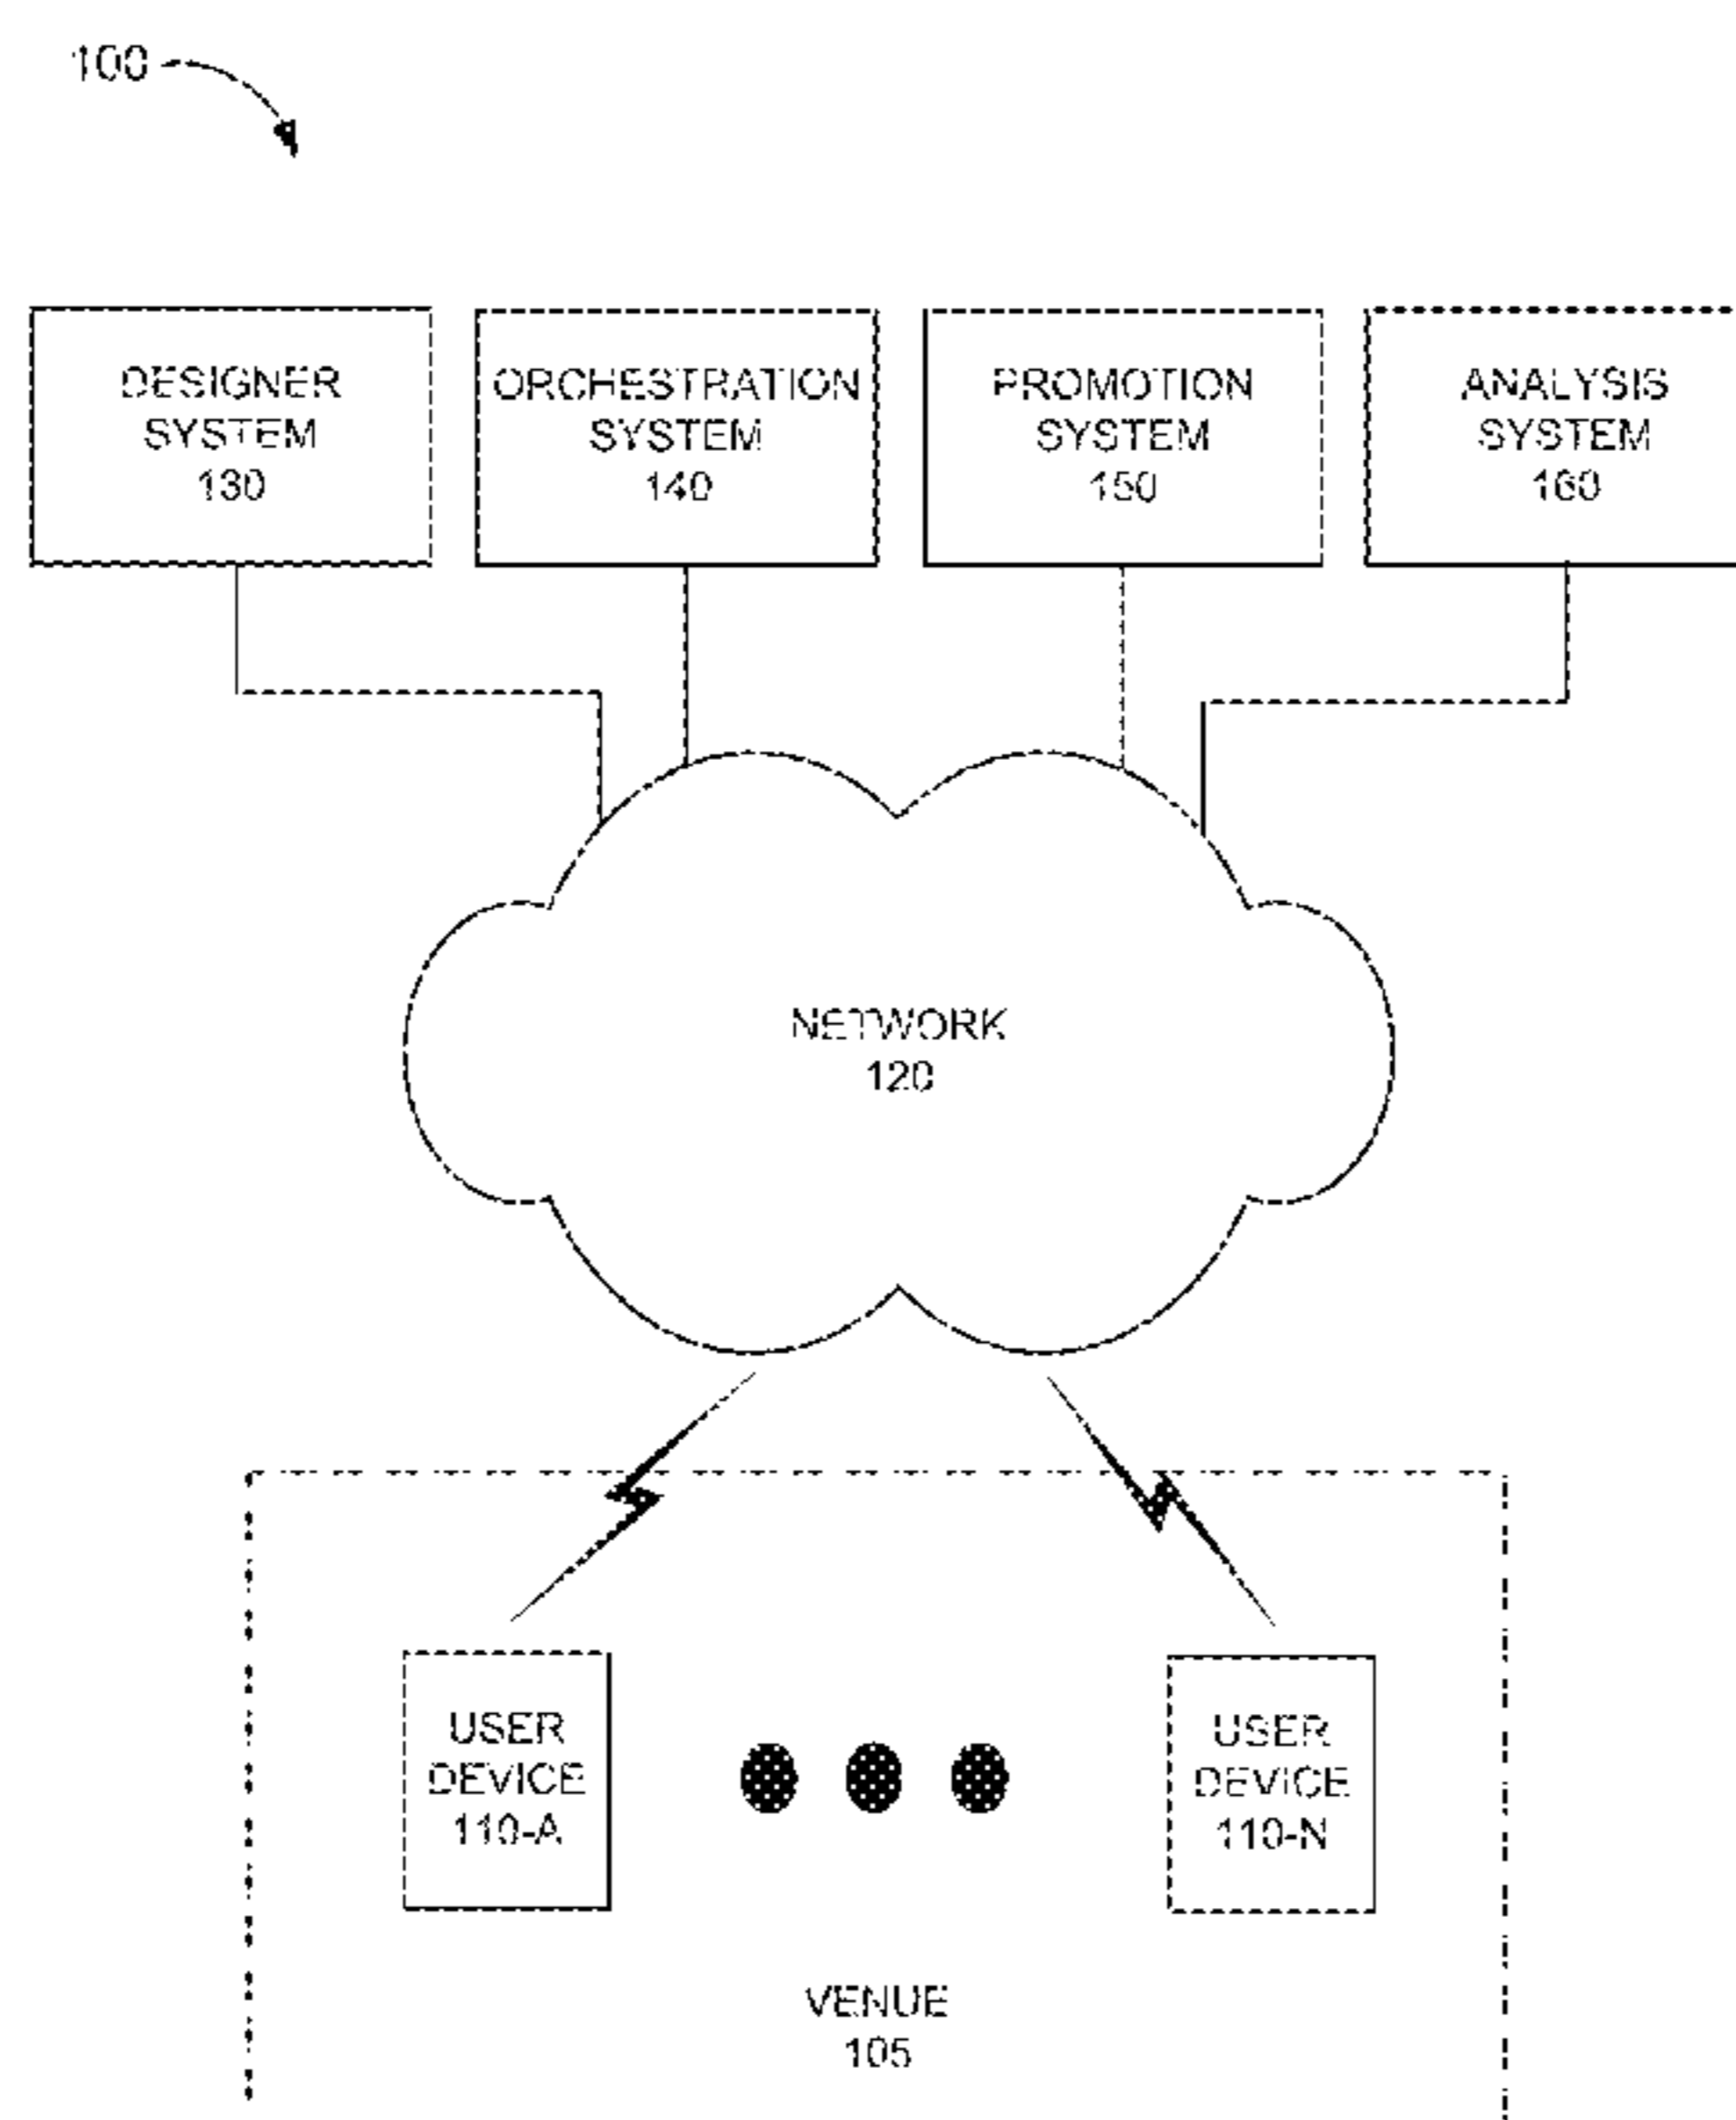 100
DESIGNER
SYSTEM
130
ORCHESTRATION
SYSTEM
140
PROMOTION
SYSTEM
150
ANALYSIS
SYSTEM
160
NETWORK
120
USER
DEVICE
110-A
USER
DEVICE
110-N
VENUE
105